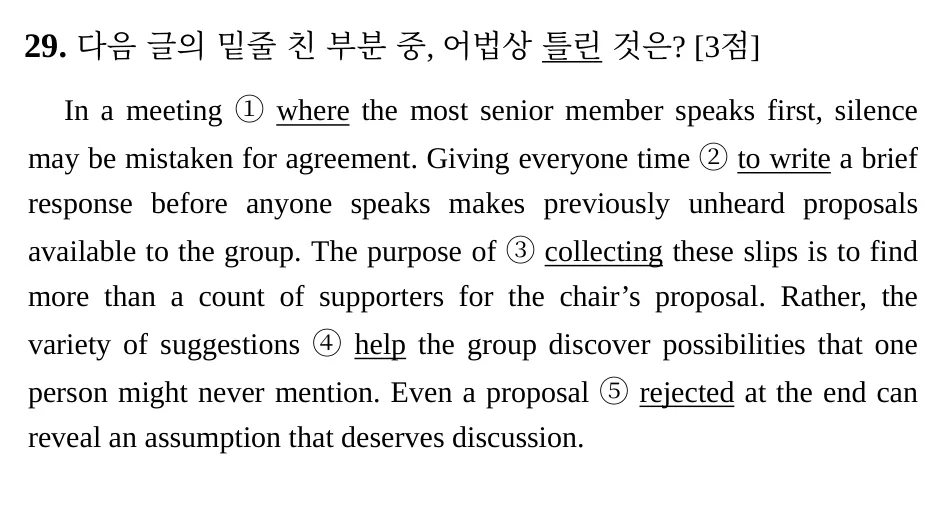 29. 다음 글의 밑줄 친 부분 중, 어법상 틀린 것은? [3점]
In a meeting ① where the most senior member speaks first, silence
may be mistaken for agreement. Giving everyone time ② to write a brief
response before anyone speaks makes previously unheard proposals
available to the group. The purpose of ③ collecting these slips is to find
more than a count of supporters for the chair’s proposal. Rather, the
variety of suggestions ④ help the group discover possibilities that one
person might never mention. Even a proposal ⑤ rejected at the end can
reveal an assumption that deserves discussion.